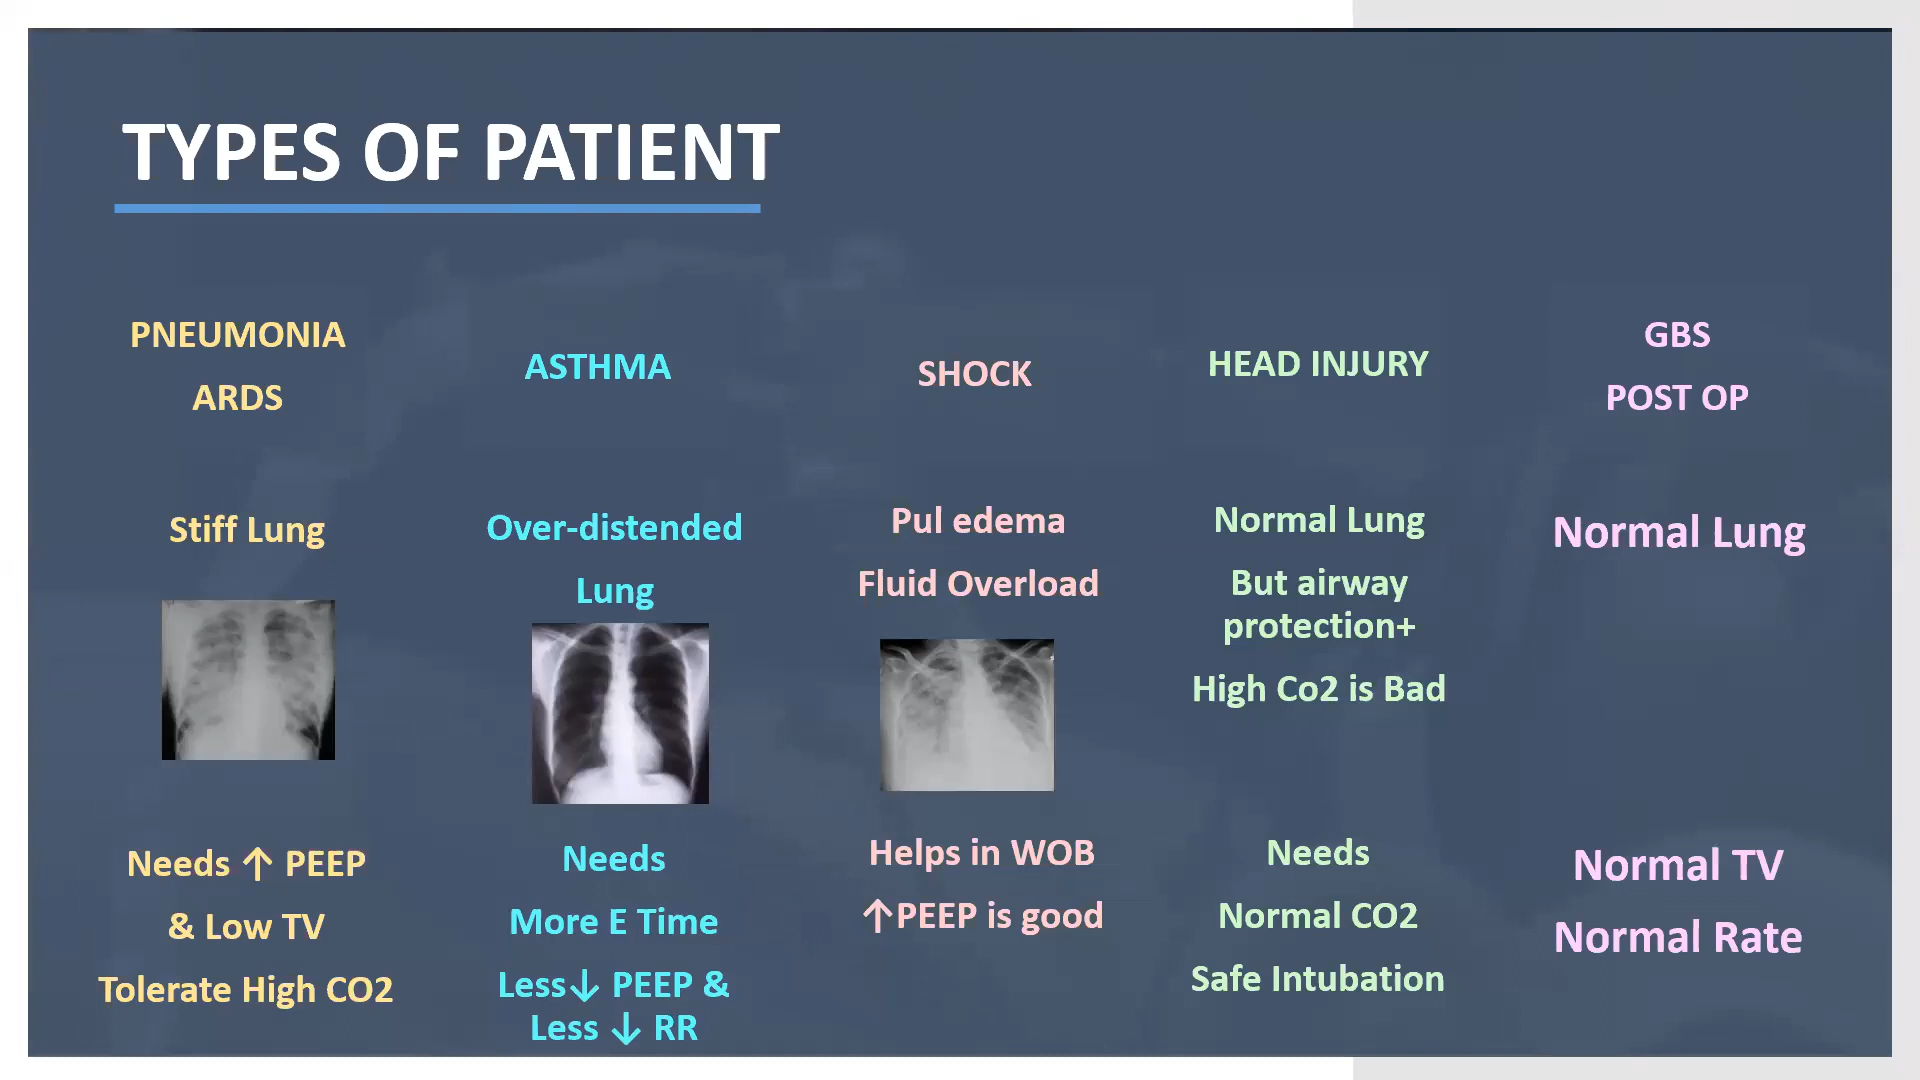 TYPES OF PATIENT
PNEUMONIA
ARDS
ASTHMA
SHOCK
HEAD INJURY
GBS
POST OP
Stiff Lung
Over-distended
Lung
Pul edema
Fluid Overload
Normal Lung
But airway
protection+
High Co2 is Bad
Normal Lung
Needs ↑ PEEP
& Low TV
Tolerate High CO2
Needs
More E Time
Less↓ PEEP &
Less ↓ RR
Helps in WOB
↑PEEP is good
Needs
Normal CO2
Safe Intubation
Normal TV
Normal Rate